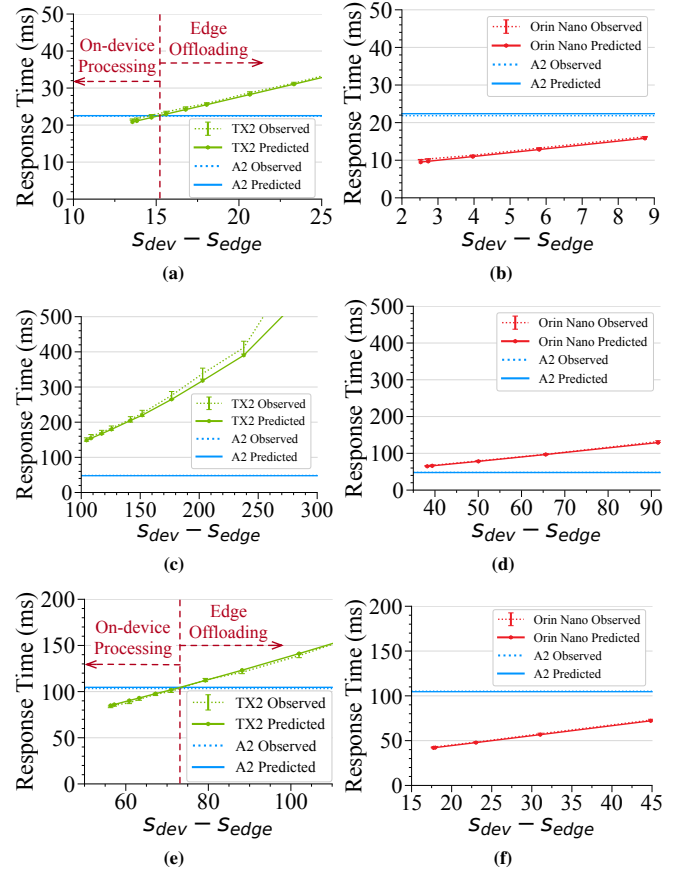 Response Time (ms)
50
40
30
20
10
0
On-device
Processing
Edge
Offloading
TX2 Observed
TX2 Predicted
A2 Observed
A2 Predicted
10 15 20 25
s_dev − s_edge
(a)
Response Time (ms)
50
40
30
20
10
0
Orin Nano Observed
Orin Nano Predicted
A2 Observed
A2 Predicted
2 3 4 5 6 7 8 9
s_dev − s_edge
(b)
Response Time (ms)
500
400
300
200
100
0
TX2 Observed
TX2 Predicted
A2 Observed
A2 Predicted
100 150 200 250 300
s_dev − s_edge
(c)
Response Time (ms)
500
400
300
200
100
0
Orin Nano Observed
Orin Nano Predicted
A2 Observed
A2 Predicted
40 50 60 70 80 90
s_dev − s_edge
(d)
Response Time (ms)
200
150
100
50
0
On-device
Processing
Edge
Offloading
TX2 Observed
TX2 Predicted
A2 Observed
A2 Predicted
60 80 100
s_dev − s_edge
(e)
Response Time (ms)
200
150
100
50
0
Orin Nano Observed
Orin Nano Predicted
A2 Observed
A2 Predicted
15 20 25 30 35 40 45
s_dev − s_edge
(f)